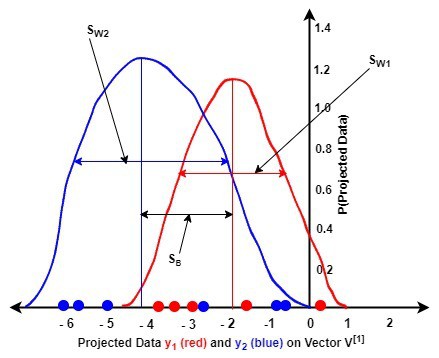 S_W2
S_W1
S_B
1.4
1.2
1.0
0.8
0.6
0.4
0.2
P(Projected Data)
- 6 - 5 -4 -3 - 2 -1 0 1 2
Projected Data y₁ (red) and y₂ (blue) on Vector V[1]